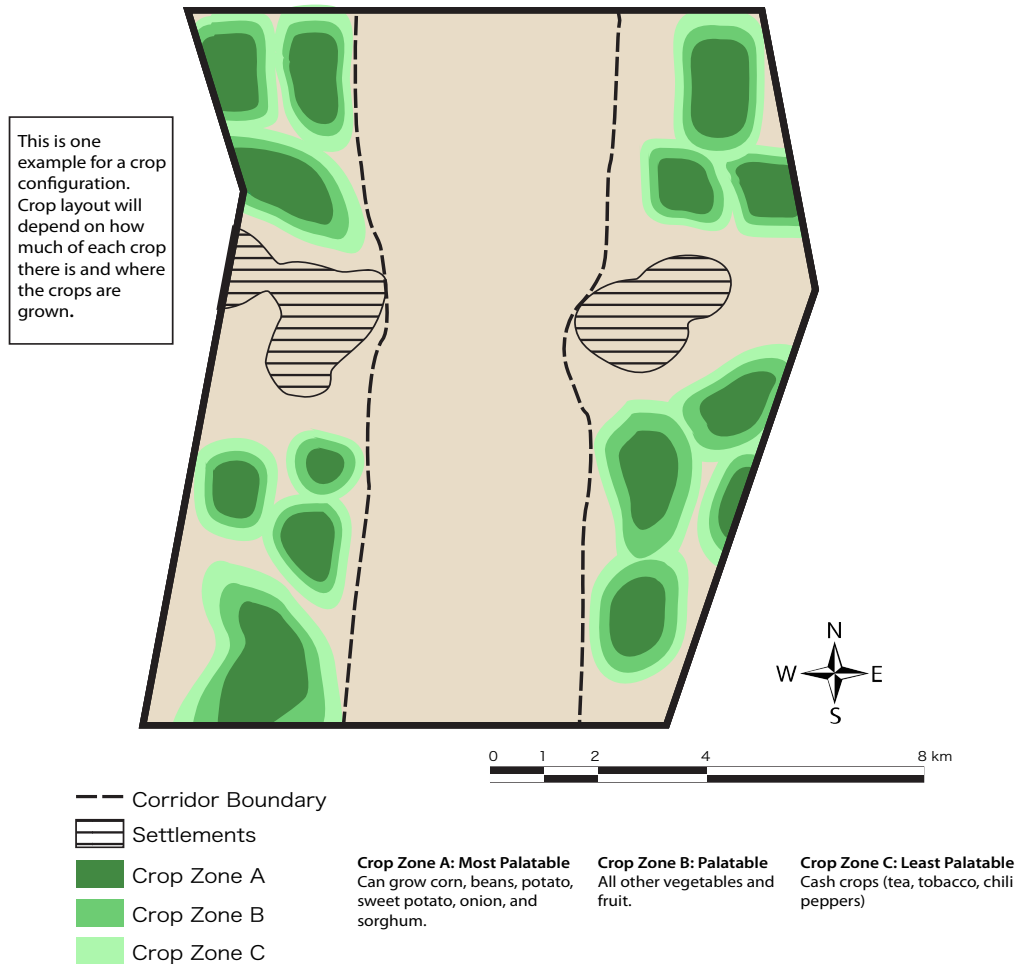 This is one
example for a crop
configuration.
Crop layout will
depend on how
much of each crop
there is and where
the crops are
grown.
N
W E
S
0 1 2 4 8 km
Corridor Boundary
Settlements
Crop Zone A
Crop Zone B
Crop Zone C
Crop Zone A: Most Palatable
Can grow corn, beans, potato,
sweet potato, onion, and
sorghum.
Crop Zone B: Palatable
All other vegetables and
fruit.
Crop Zone C: Least Palatable
Cash crops (tea, tobacco, chili
peppers)